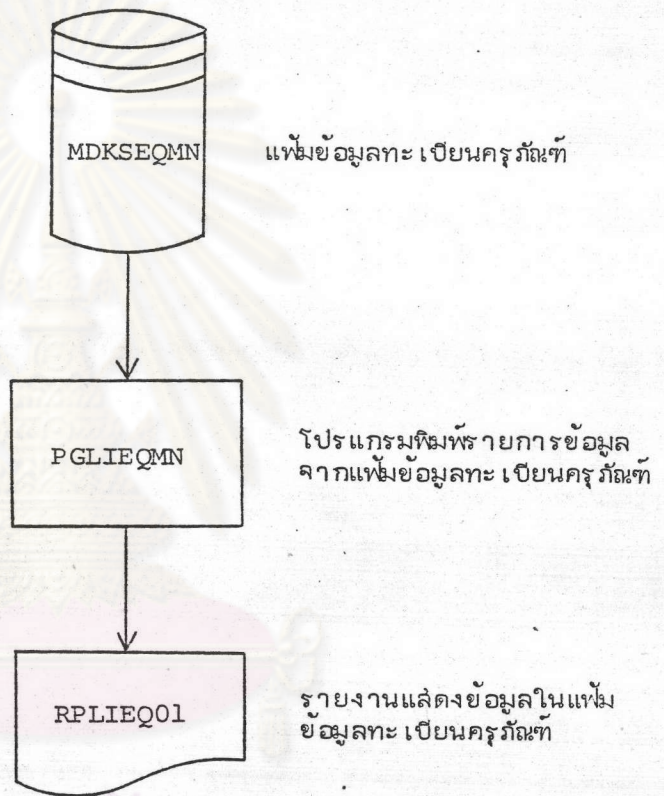 MDKSEQMN
แฟ้มข้อมูลทะเบียนครุภัณฑ์
PGLIEQMN
โปรแกรมพิมพ์รายการข้อมูล
จากแฟ้มข้อมูลทะเบียนครุภัณฑ์
RPLIEQ01
รายงานแสดงข้อมูลในแฟ้ม
ข้อมูลทะเบียนครุภัณฑ์